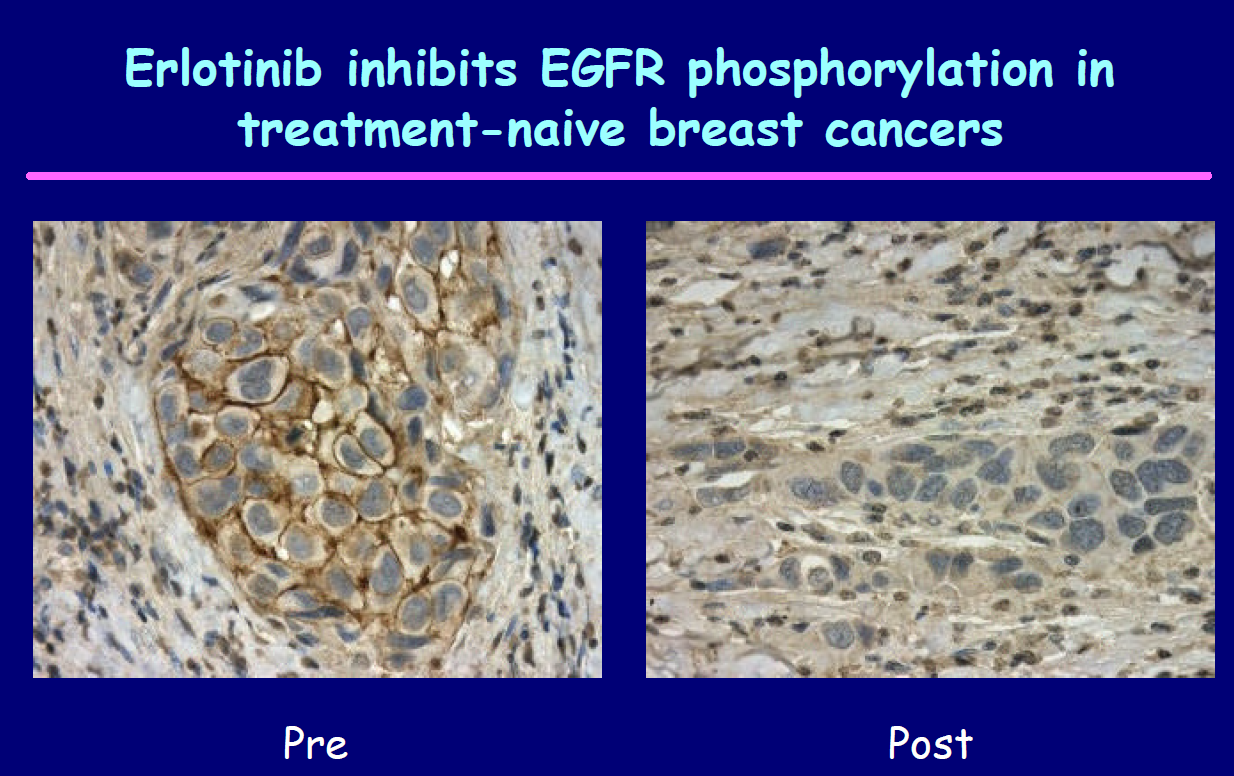 Erlotinib inhibits EGFR phosphorylation in
treatment-naive breast cancers
Pre
Post